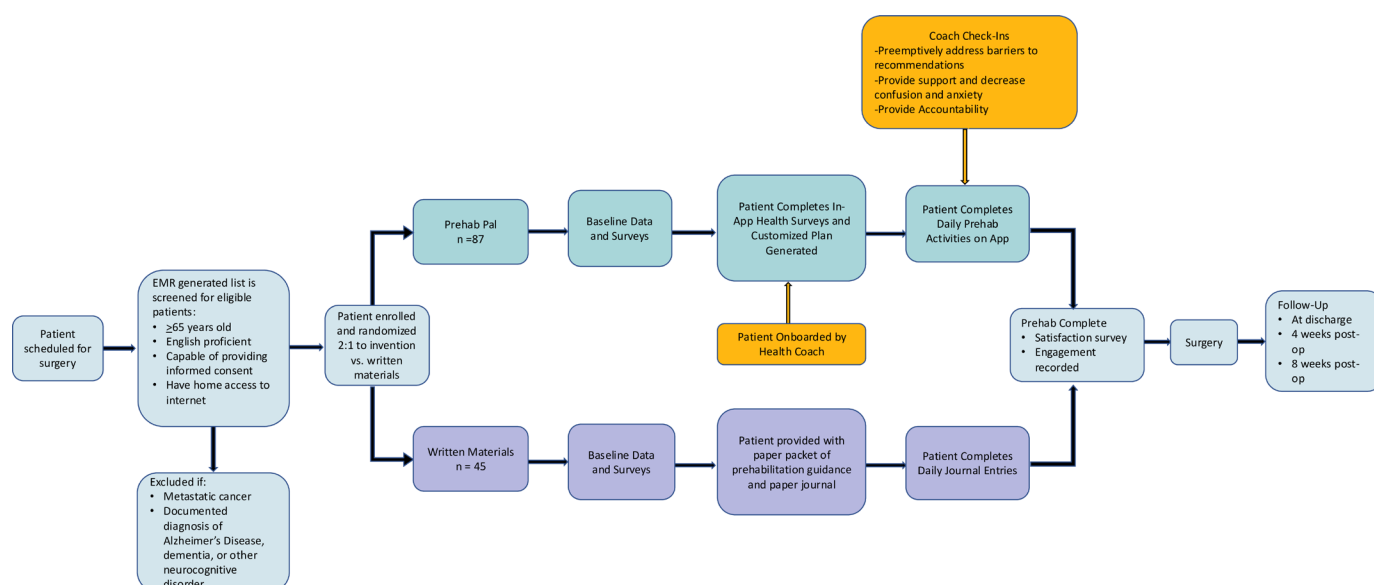 Patient
scheduled for
surgery
EMR generated list is
screened for eligible
patients:
• ≥65 years old
• English proficient
• Capable of providing
informed consent
• Have home access to
internet
Excluded if:
• Metastatic cancer
• Documented
diagnosis of
Alzheimer's Disease,
dementia, or other
neurocognitive
disorder
Patient enrolled
and randomized
2:1 to invention
vs. written
materials
Prehab Pal
n =87
Baseline Data
and Surveys
Patient Completes In-
App Health Surveys and
Customized Plan
Generated
Patient Onboarded by
Health Coach
Coach Check-Ins
-Preemptively address barriers to
recommendations
-Provide support and decrease
confusion and anxiety
-Provide Accountability
Patient Completes
Daily Prehab
Activities on App
Written Materials
n = 45
Baseline Data
and Surveys
Patient provided with
paper packet of
prehabilitation guidance
and paper journal
Patient Completes
Daily Journal Entries
Prehab Complete
• Satisfaction survey
• Engagement
recorded
Surgery
Follow-Up
• At discharge
• 4 weeks post-
op
• 8 weeks post-
op